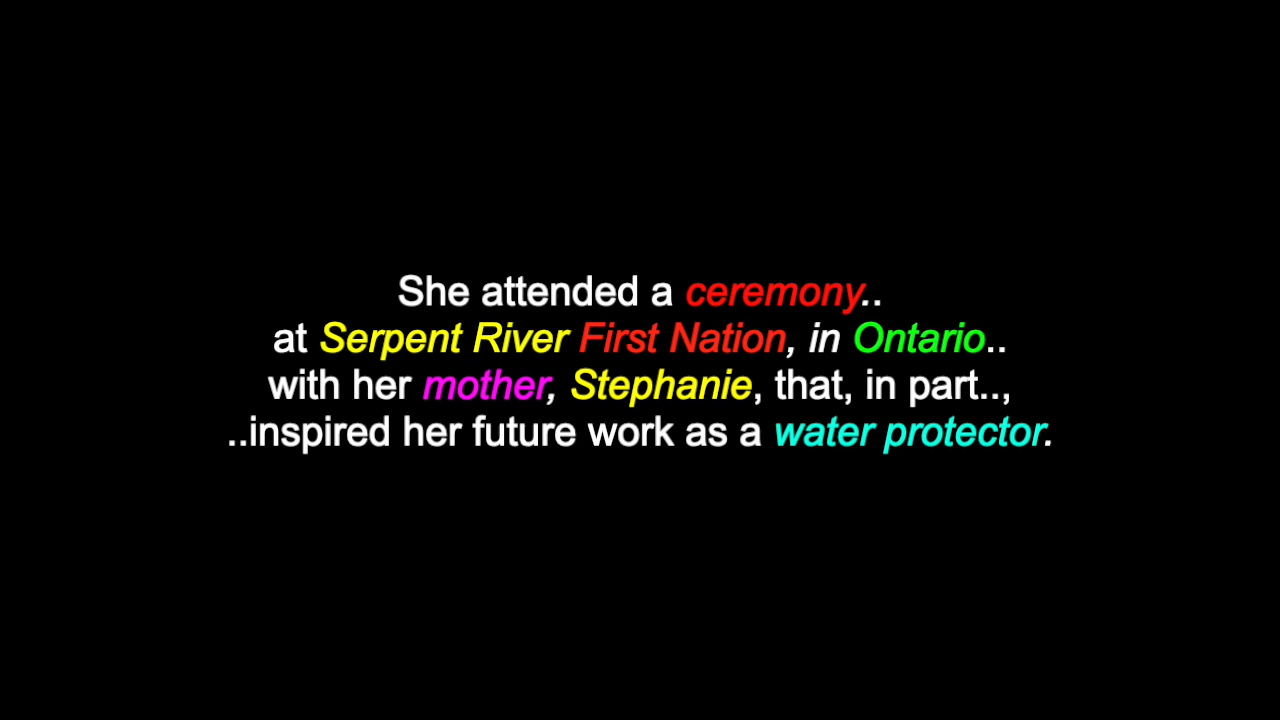 She attended a ceremony..
at Serpent River First Nation, in Ontario..
with her mother, Stephanie, that, in part..,
..inspired her future work as a water protector.